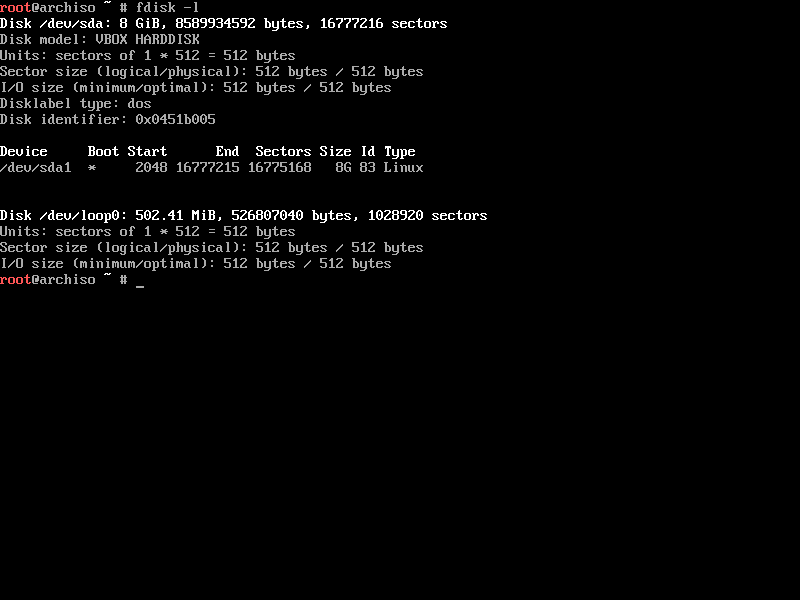 root@archiso ~ # fdisk -l
Disk /dev/sda: 8 GiB, 8589934592 bytes, 16777216 sectors
Disk model: VBOX HARDDISK
Units: sectors of 1 * 512 = 512 bytes
Sector size (logical/physical): 512 bytes / 512 bytes
I/O size (minimum/optimal): 512 bytes / 512 bytes
Disklabel type: dos
Disk identifier: 0x0451b005
Device     Boot Start      End  Sectors Size Id Type
/dev/sda1  *     2048 16777215 16775168   8G 83 Linux
Disk /dev/loop0: 502.41 MiB, 526807040 bytes, 1028920 sectors
Units: sectors of 1 * 512 = 512 bytes
Sector size (logical/physical): 512 bytes / 512 bytes
I/O size (minimum/optimal): 512 bytes / 512 bytes
root@archiso ~ # _